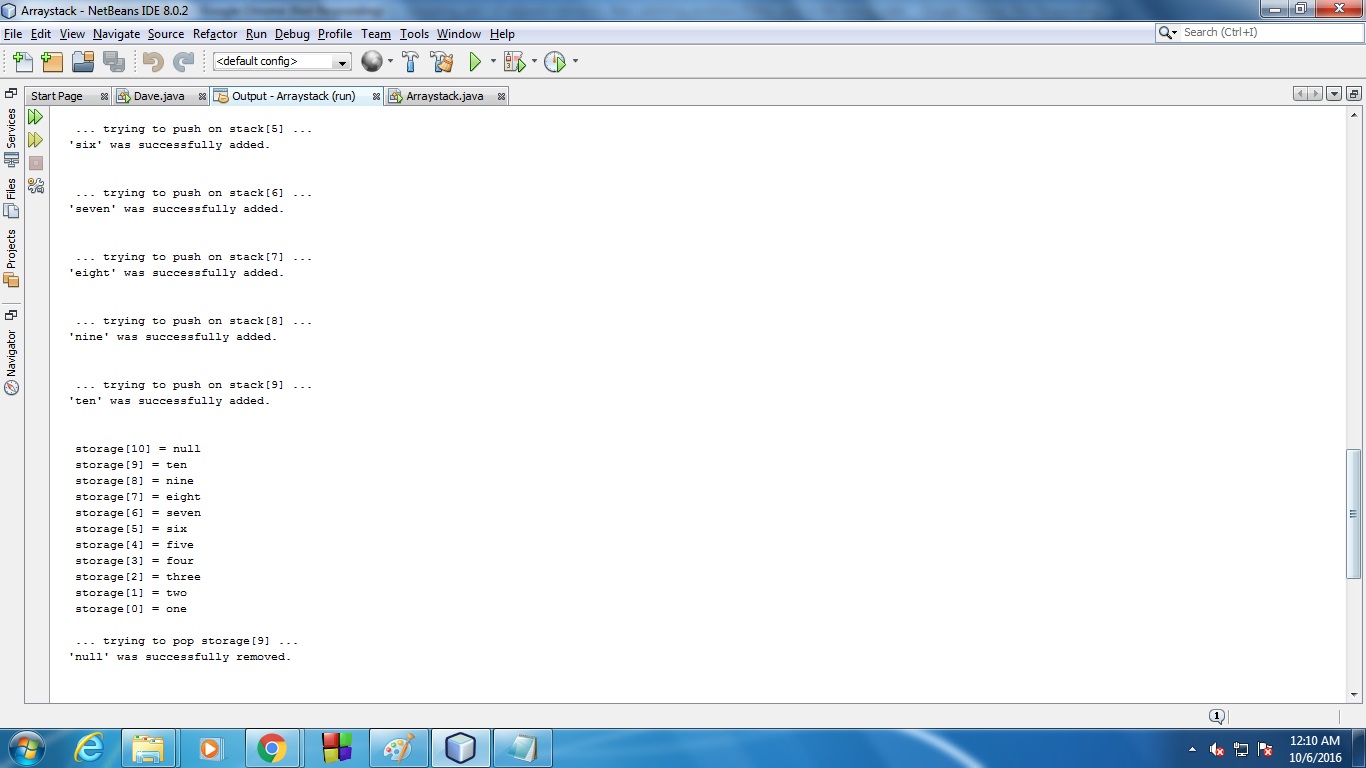 Arraystack - NetBeans IDE 8.0.2
File Edit View Navigate Source Refactor Run Debug Profile Team Tools Window Help
Search (Ctrl+I)
<default config>
Start Page Dave.java Output - Arraystack (run) Arraystack.java
Services
Files
Projects
Navigator
... trying to push on stack[5] ...
'six' was successfully added.
... trying to push on stack[6] ...
'seven' was successfully added.
... trying to push on stack[7] ...
'eight' was successfully added.
... trying to push on stack[8] ...
'nine' was successfully added.
... trying to push on stack[9] ...
'ten' was successfully added.
storage[10] = null
storage[9] = ten
storage[8] = nine
storage[7] = eight
storage[6] = seven
storage[5] = six
storage[4] = five
storage[3] = four
storage[2] = three
storage[1] = two
storage[0] = one
... trying to pop storage[9] ...
'null' was successfully removed.
1
12:10 AM
10/6/2016